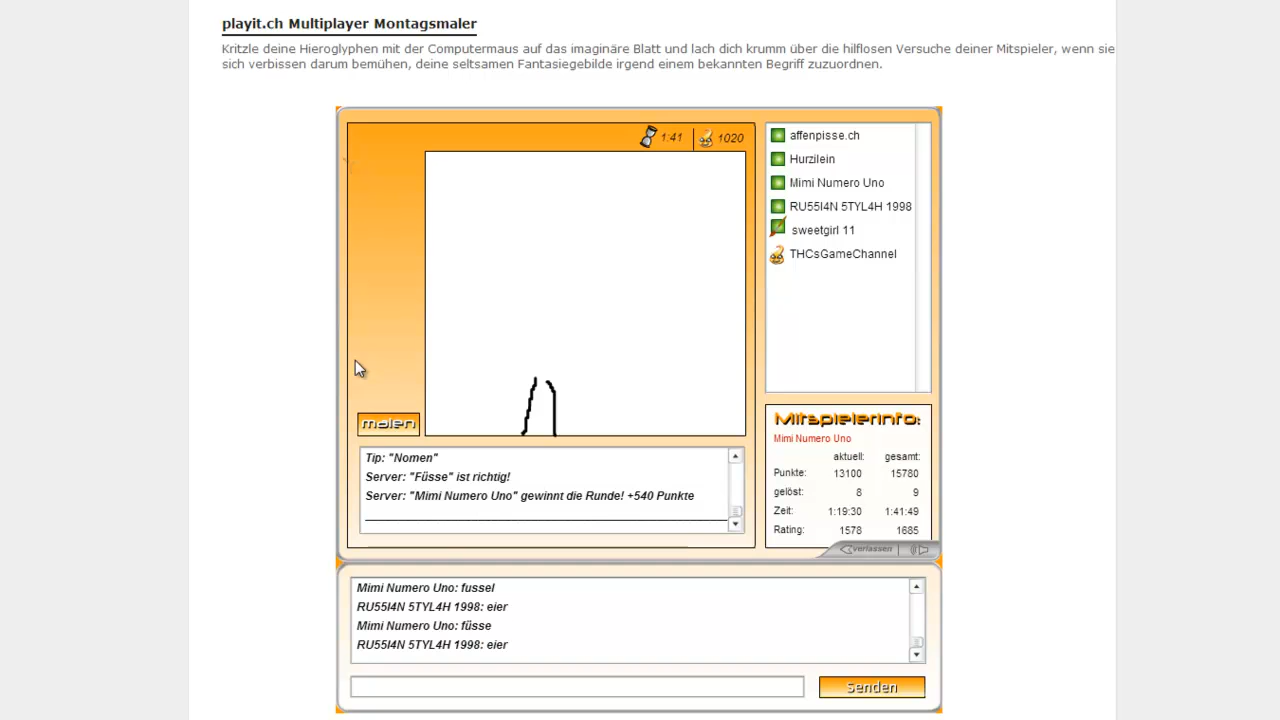 playit.ch Multiplayer Montagsmaler
Kritzle deine Hieroglyphen mit der Computermaus auf das imaginäre Blatt und lach dich krumm über die hilflosen Versuche deiner Mitspieler, wenn sie
sich verbissen darum bemühen, deine seltsamen Fantasiegebilde irgend einem bekannten Begriff zuzuordnen.
1:41
1020
affenpisse.ch
Hurzilein
Mimi Numero Uno
RU55I4N 5TYL4H 1998
sweetgirl 11
THCsGameChannel
malen
Tip: "Nomen"
Server: "Füsse" ist richtig!
Server: "Mimi Numero Uno" gewinnt die Runde! +540 Punkte
Mitspielerinfo:
Mimi Numero Uno
aktuell: gesamt:
Punkte: 13100 15780
gelöst: 8 9
Zeit: 1:19:30 1:41:49
Rating: 1578 1685
verlassen
Mimi Numero Uno: fussel
RU55I4N 5TYL4H 1998: eier
Mimi Numero Uno: füsse
RU55I4N 5TYL4H 1998: eier
Senden